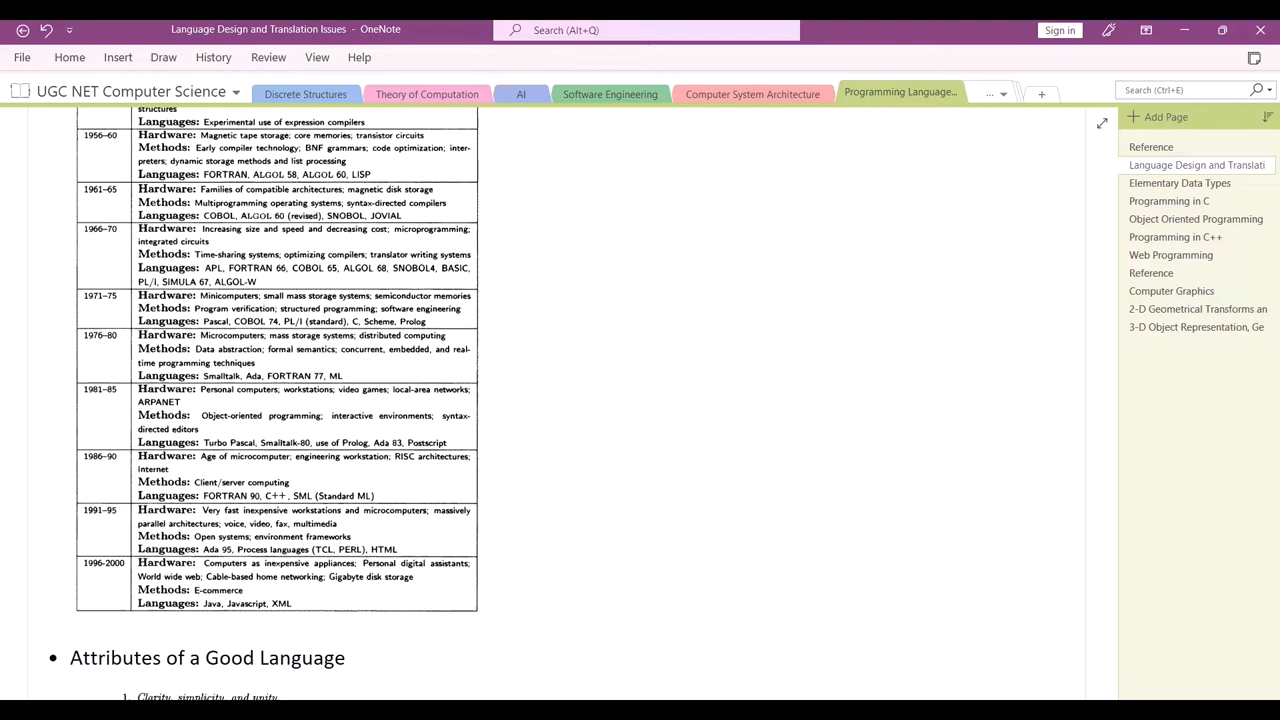 Language Design and Translation Issues - OneNote
Search (Alt+Q)
Sign in
File Home Insert Draw History Review View Help
UGC NET Computer Science
Discrete Structures
Theory of Computation
AI
Software Engineering
Computer System Architecture
Programming Language...
...
Search (Ctrl+E)
structures
Languages: Experimental use of expression compilers
1956–60
Hardware: Magnetic tape storage; core memories; transistor circuits
Methods: Early compiler technology; BNF grammars; code optimization; inter-
preters; dynamic storage methods and list processing
Languages: FORTRAN, ALGOL 58, ALGOL 60, LISP
1961–65
Hardware: Families of compatible architectures; magnetic disk storage
Methods: Multiprogramming operating systems; syntax-directed compilers
Languages: COBOL, ALGOL 60 (revised), SNOBOL, JOVIAL
1966–70
Hardware: Increasing size and speed and decreasing cost; microprogramming;
integrated circuits
Methods: Time-sharing systems; optimizing compilers; translator writing systems
Languages: APL, FORTRAN 66, COBOL 65, ALGOL 68, SNOBOL4, BASIC,
PL/I, SIMULA 67, ALGOL-W
1971–75
Hardware: Minicomputers; small mass storage systems; semiconductor memories
Methods: Program verification; structured programming; software engineering
Languages: Pascal, COBOL 74, PL/I (standard), C, Scheme, Prolog
1976–80
Hardware: Microcomputers; mass storage systems; distributed computing
Methods: Data abstraction; formal semantics; concurrent, embedded, and real-
time programming techniques
Languages: Smalltalk, Ada, FORTRAN 77, ML
1981–85
Hardware: Personal computers; workstations; video games; local-area networks;
ARPANET
Methods: Object-oriented programming; interactive environments; syntax-
directed editors
Languages: Turbo Pascal, Smalltalk-80, use of Prolog, Ada 83, Postscript
1986–90
Hardware: Age of microcomputer; engineering workstation; RISC architectures;
Internet
Methods: Client/server computing
Languages: FORTRAN 90, C++, SML (Standard ML)
1991–95
Hardware: Very fast inexpensive workstations and microcomputers; massively
parallel architectures; voice, video, fax, multimedia
Methods: Open systems; environment frameworks
Languages: Ada 95, Process languages (TCL, PERL), HTML
1996-2000
Hardware: Computers as inexpensive appliances; Personal digital assistants;
World wide web; Cable-based home networking; Gigabyte disk storage
Methods: E-commerce
Languages: Java, Javascript, XML
• Attributes of a Good Language
1. Clarity, simplicity, and unity
Add Page
Reference
Language Design and Translati
Elementary Data Types
Programming in C
Object Oriented Programming
Programming in C++
Web Programming
Reference
Computer Graphics
2-D Geometrical Transforms an
3-D Object Representation, Ge